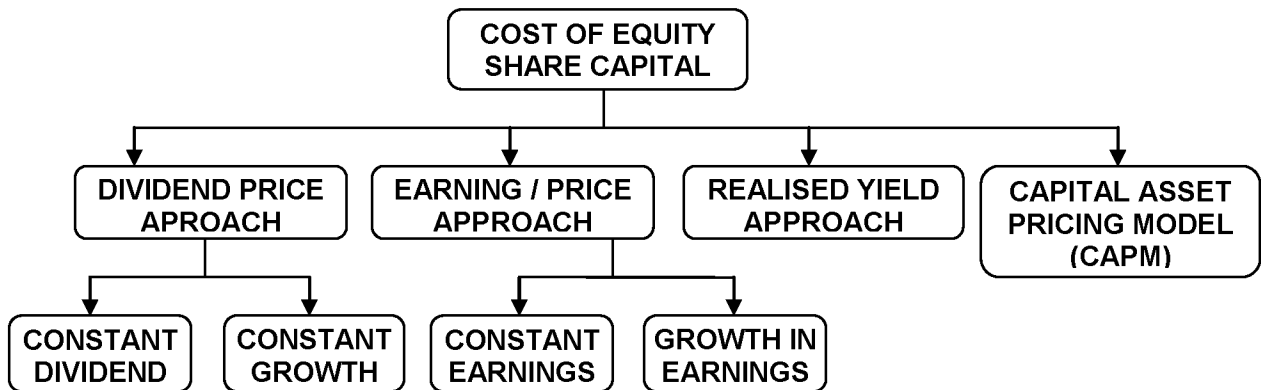 COST OF EQUITY
SHARE CAPITAL
DIVIDEND PRICE
APROACH
EARNING / PRICE
APPROACH
REALISED YIELD
APPROACH
CAPITAL ASSET
PRICING MODEL
(CAPM)
CONSTANT
DIVIDEND
CONSTANT
GROWTH
CONSTANT
EARNINGS
GROWTH IN
EARNINGS